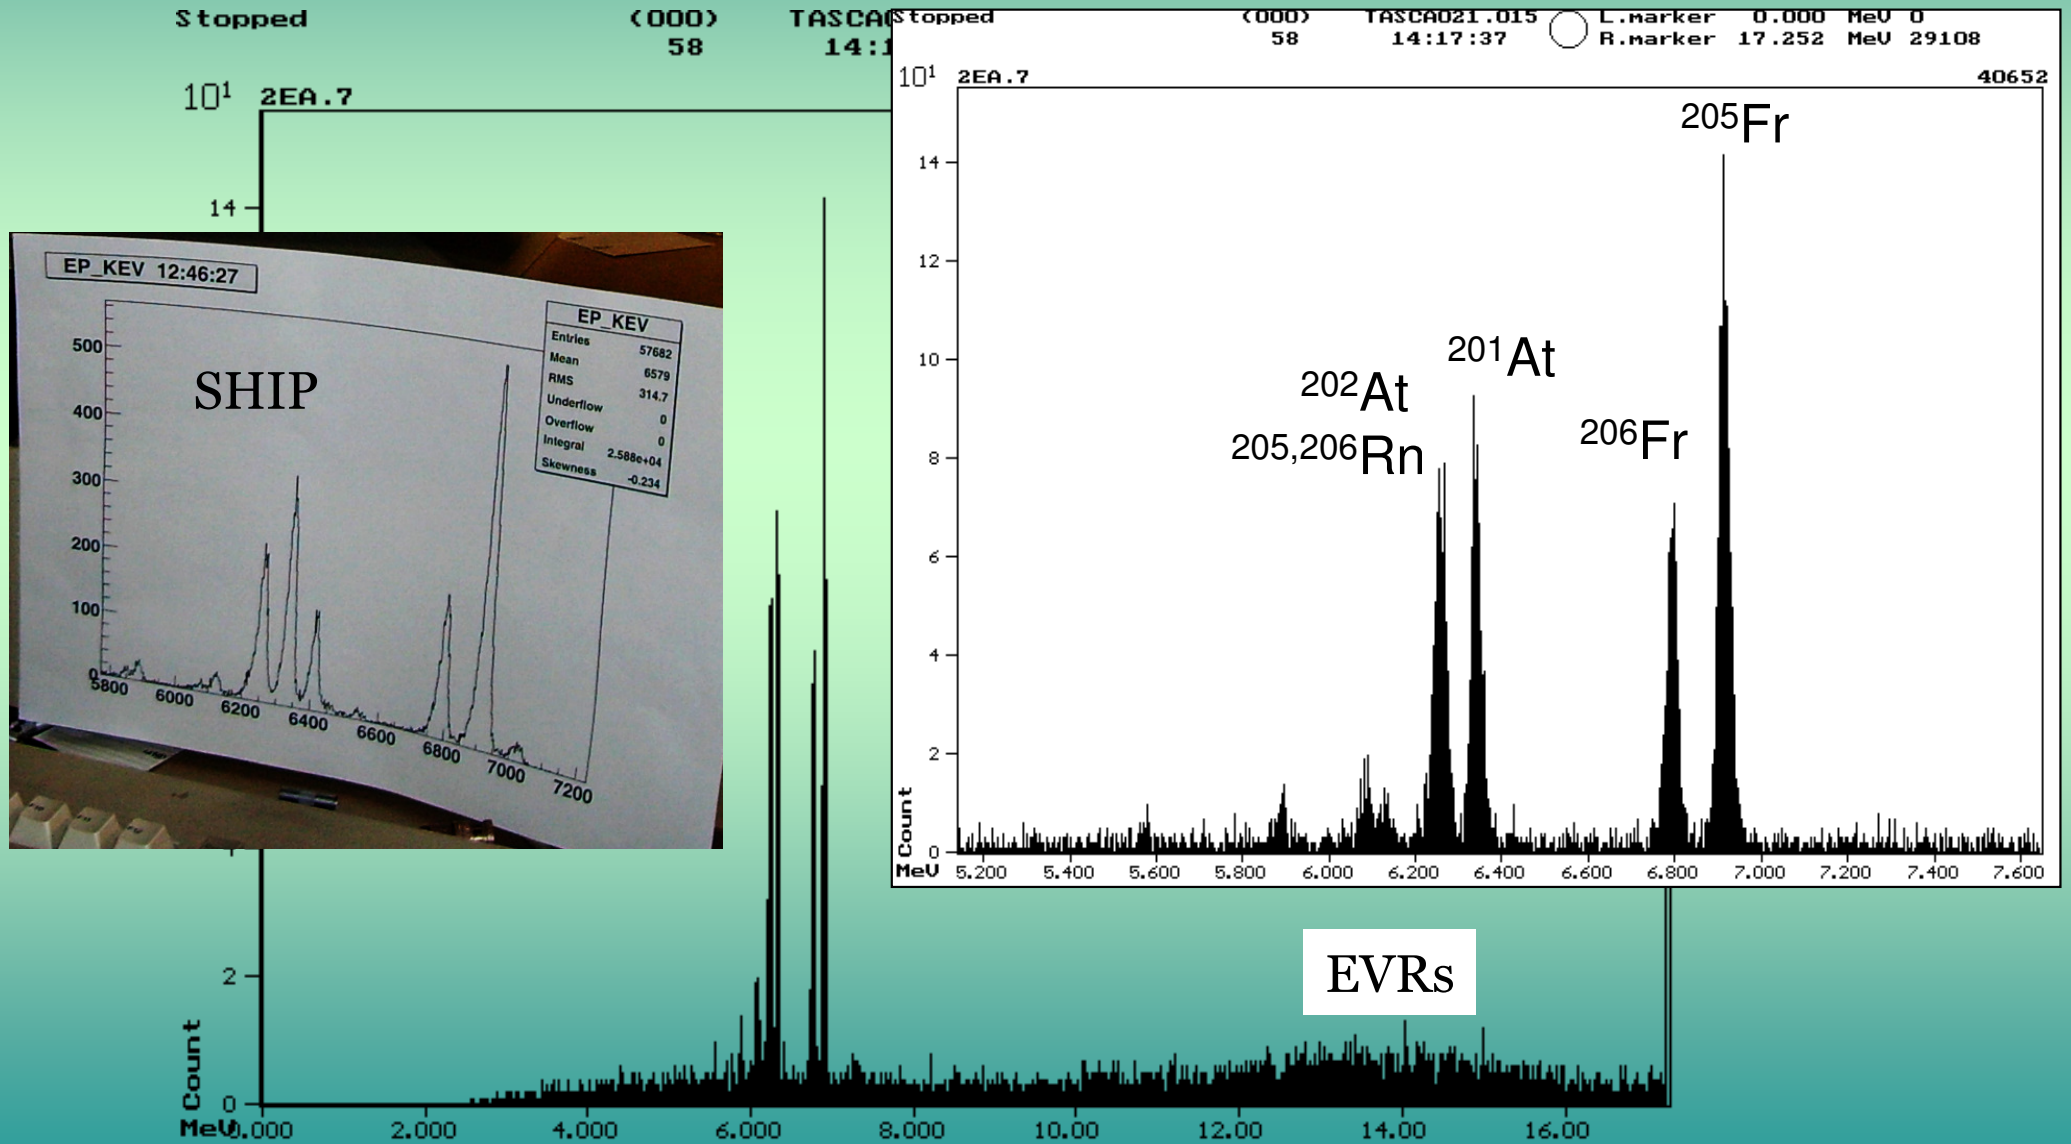 Stopped (000) TASCA
58 14:1
10¹ 2EA.7
14
2
0
Count
MeV 0.000 2.000 4.000 6.000 8.000 10.00 12.00 14.00 16.00
EVRs
EP_KEV 12:46:27
SHIP
EP_KEV
Entries 57682
Mean 6579
RMS 314.7
Underflow 0
Overflow 0
Integral 2.588e+04
Skewness -0.234
500
400
300
200
100
0
5800 6000 6200 6400 6600 6800 7000 7200
Stopped (000) TASCA021.015 L.marker 0.000 MeV 0
58 14:17:37 R.marker 17.252 MeV 29108
10¹ 2EA.7 40652
²⁰⁵Fr
²⁰¹At
²⁰²At
²⁰⁵,²⁰⁶Rn
²⁰⁶Fr
14
12
10
8
6
4
2
0
Count
MeV 5.200 5.400 5.600 5.800 6.000 6.200 6.400 6.600 6.800 7.000 7.200 7.400 7.600